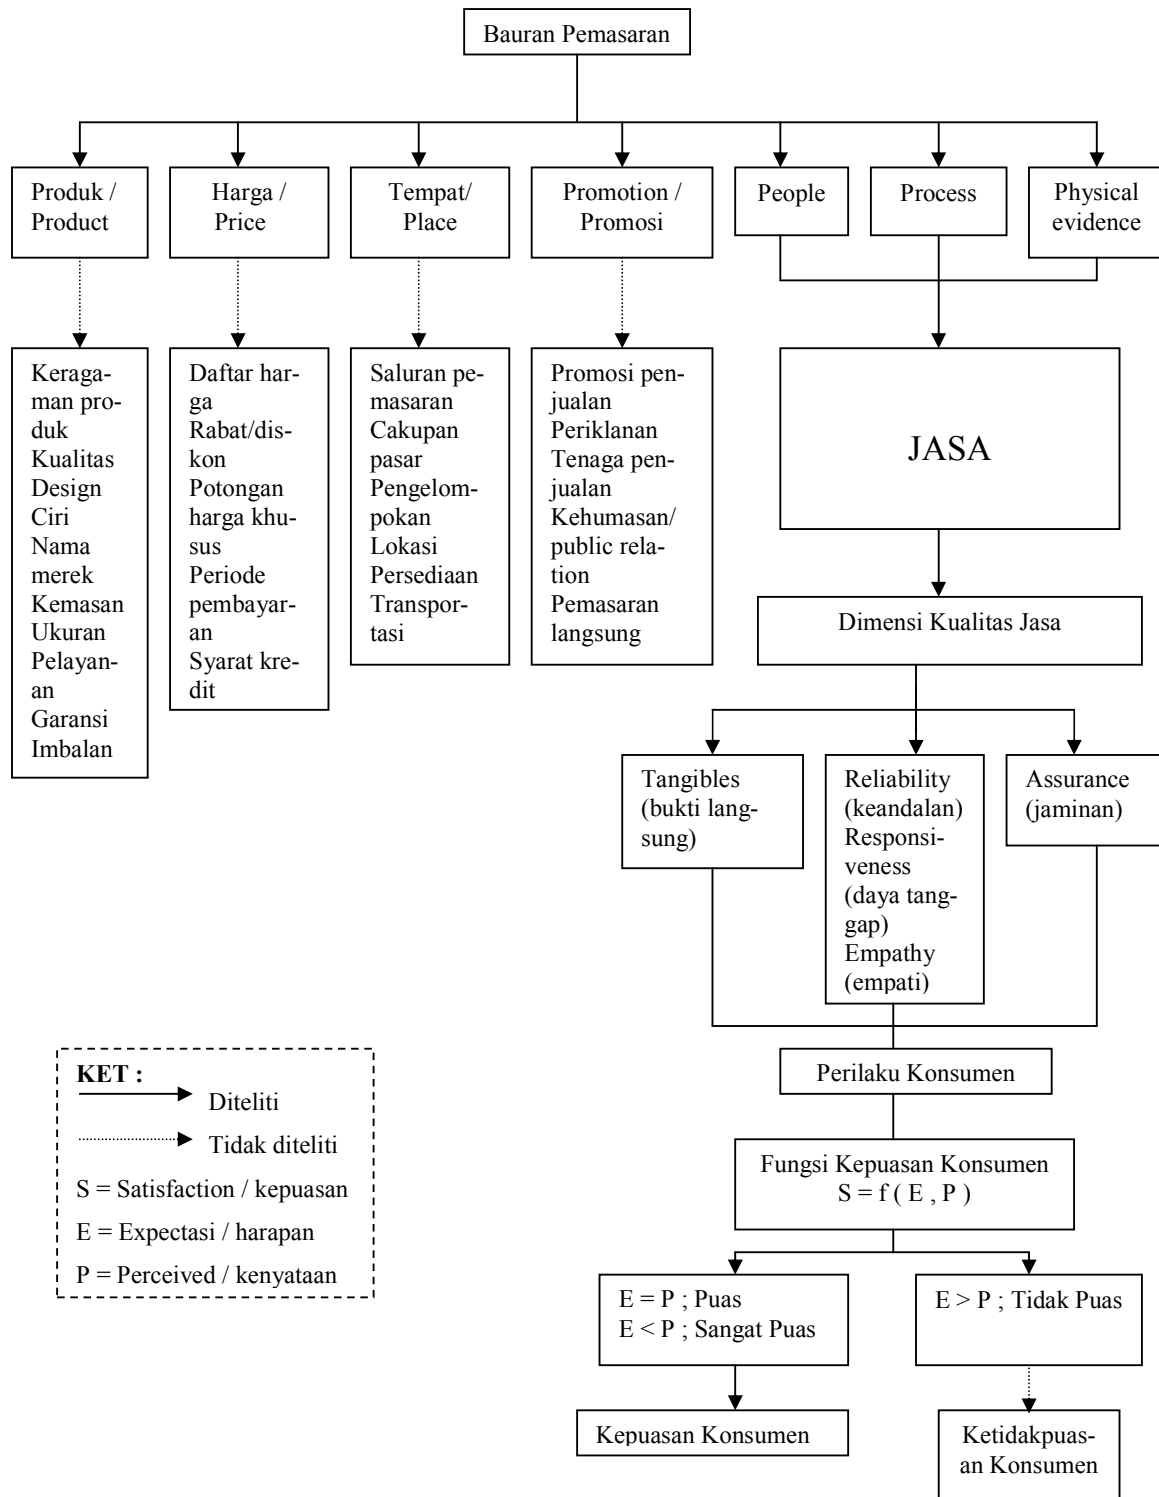 Bauran Pemasaran
Produk /
Product
Harga /
Price
Tempat/
Place
Promotion /
Promosi
People
Process
Physical
evidence
Keraga-
man pro-
duk
Kualitas
Design
Ciri
Nama
merek
Kemasan
Ukuran
Pelayan-
an
Garansi
Imbalan
Daftar har-
ga
Rabat/dis-
kon
Potongan
harga khu-
sus
Periode
pembayar-
an
Syarat kre-
dit
Saluran pe-
masaran
Cakupan
pasar
Pengelom-
pokan
Lokasi
Persediaan
Transpor-
tasi
Promosi pen-
jualan
Periklanan
Tenaga pen-
jualan
Kehumasan/
public rela-
tion
Pemasaran
langsung
JASA
Dimensi Kualitas Jasa
Tangibles
(bukti lang-
sung)
Reliability
(keandalan)
Responsi-
veness
(daya tang-
gap)
Empathy
(empati)
Assurance
(jaminan)
Perilaku Konsumen
Fungsi Kepuasan Konsumen
S = f ( E , P )
E = P ; Puas
E < P ; Sangat Puas
E > P ; Tidak Puas
Kepuasan Konsumen
Ketidakpuas-
an Konsumen
KET :
Diteliti
Tidak diteliti
S = Satisfaction / kepuasan
E = Expectasi / harapan
P = Perceived / kenyataan